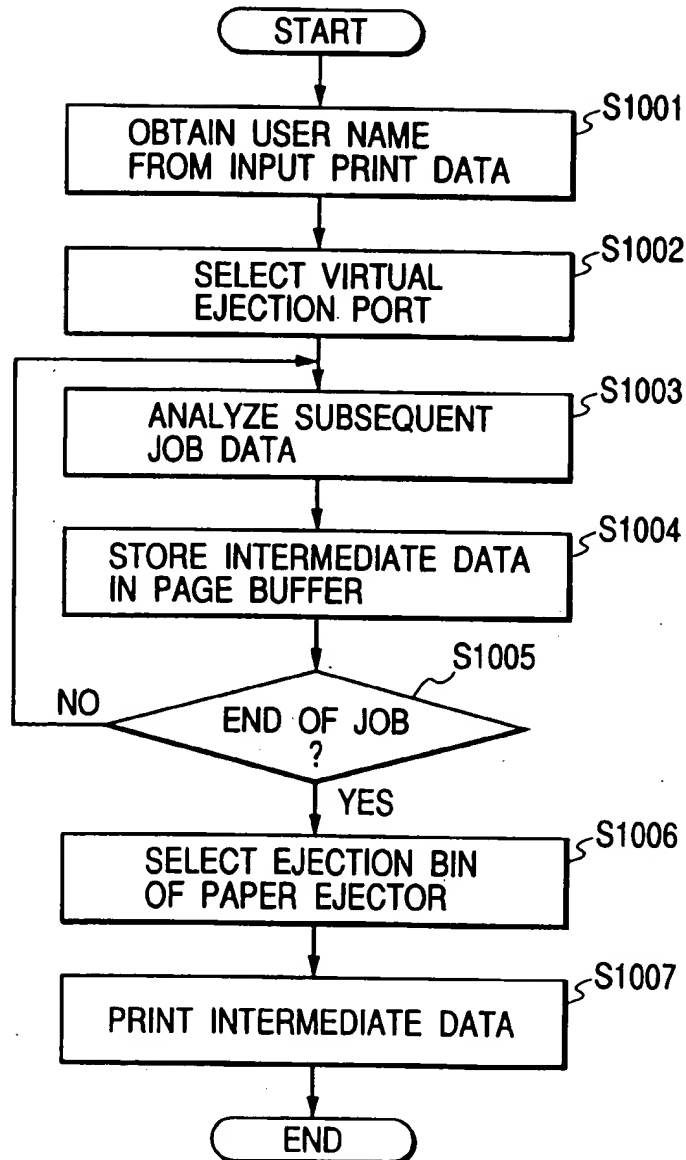 START
S1001
OBTAIN USER NAME
FROM INPUT PRINT DATA
S1002
SELECT VIRTUAL
EJECTION PORT
S1003
ANALYZE SUBSEQUENT
JOB DATA
S1004
STORE INTERMEDIATE DATA
IN PAGE BUFFER
S1005
NO
END OF JOB
?
YES
S1006
SELECT EJECTION BIN
OF PAPER EJECTOR
S1007
PRINT INTERMEDIATE DATA
END